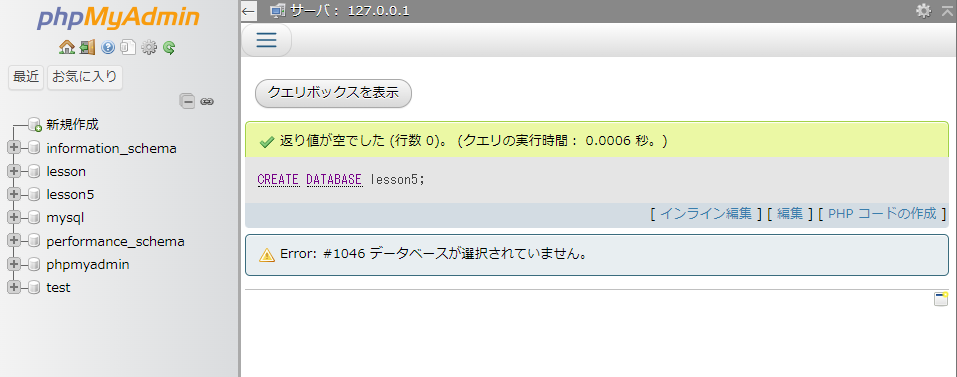 phpMyAdmin
最近 お気に入り
新規作成
information_schema
lesson
lesson5
mysql
performance_schema
phpmyadmin
test
サーバ： 127.0.0.1
クエリボックスを表示
返り値が空でした (行数 0)。 (クエリの実行時間： 0.0006 秒。)
CREATE DATABASE lesson5;
[ インライン編集 ] [ 編集 ] [ PHP コードの作成 ]
Error: #1046 データベースが選択されていません。